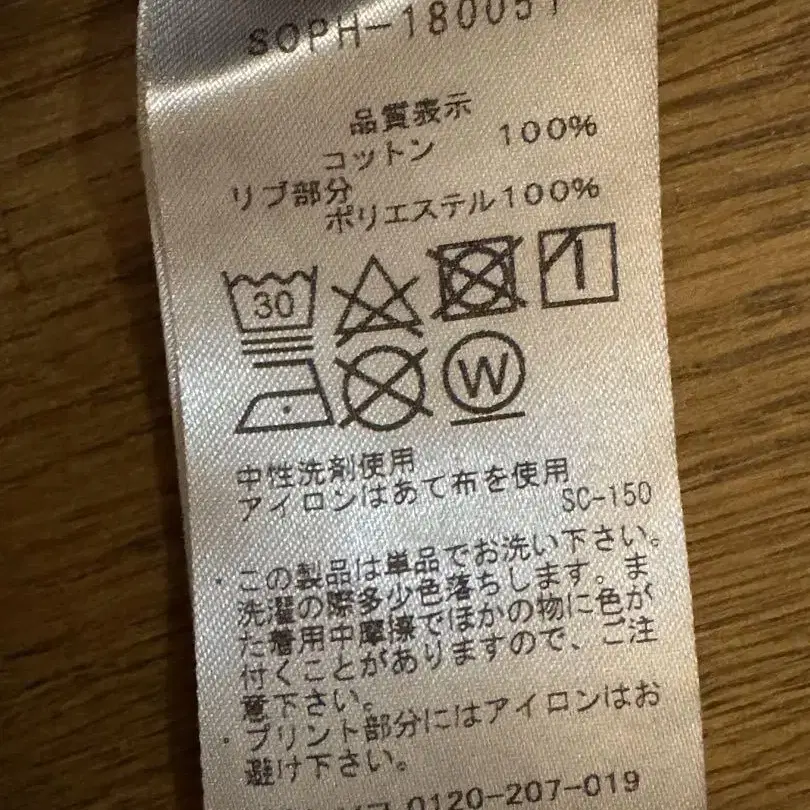 SOPH-180051
品質表示
コットン 100%
リブ部分
ポリエステル100%
30
W
中性洗剤使用
アイロンはあて布を使用
SC-150
・この製品は単品でお洗い下さい。
洗濯の際多少色落ちします。ま
た着用中摩擦でほかの物に色が
付くことがありますので、ご注
意下さい。
・プリント部分にはアイロンはお
避け下さい。
0120-207-019